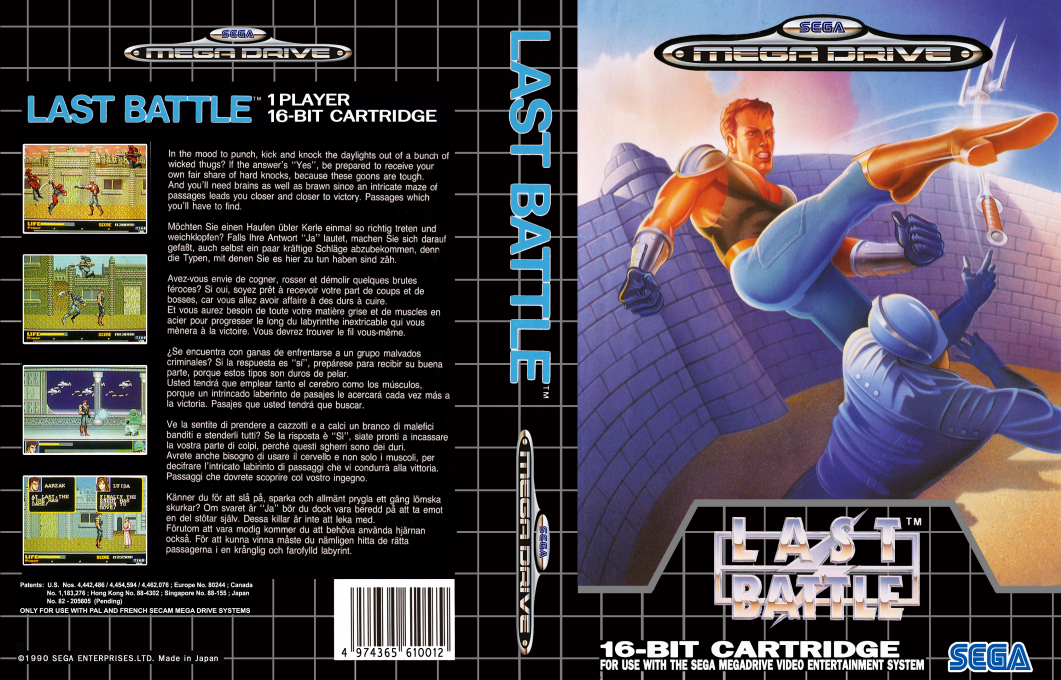 SEGA
MEGA DRIVE
LAST BATTLE™
1 PLAYER
16-BIT CARTRIDGE
In the mood to punch, kick and knock the daylights out of a bunch of
wicked thugs? If the answer's "Yes", be prepared to receive your
own fair share of hard knocks, because these goons are tough.
And you'll need brains as well as brawn since an intricate maze of
passages leads you closer and closer to victory. Passages which
you'll have to find.
Möchten Sie einen Haufen übler Kerle einmal so richtig treten und
weichklopfen? Falls Ihre Antwort "Ja" lautet, machen Sie sich darauf
gefaßt, auch selbst ein paar kräftige Schläge abzubekommen, denn
die Typen, mit denen Sie es hier zu tun haben sind zäh.
Avez-vous envie de cogner, rosser et démolir quelques brutes
féroces? Si oui, soyez prêt à recevoir votre part de coups et de
bosses, car vous allez avoir affaire à des durs à cuire.
Et vous aurez besoin de toute votre matière grise et de muscles en
acier pour progresser le long du labyrinthe inextricable qui vous
mènera à la victoire. Vous devrez trouver le fil vous-même.
¿Se encuentra con ganas de enfrentarse a un grupo malvados
criminales? Si la respuesta es "sí", prepárese para recibir su buena
parte, porque estos tipos son duros de pelar.
Usted tendrá que emplear tanto el cerebro como los músculos,
porque un intrincado laberinto de pasajes le acercará cada vez más a
la victoria. Pasajes que usted tendrá que buscar.
Ve la sentite di prendere a cazzotti e a calci un branco di malefici
banditi e stenderli tutti? Se la risposta è "Sì", siate pronti a incassare
la vostra parte di colpi, perché questi sgherri sono dei duri.
Avrete anche bisogno di usare il cervello e non solo i muscoli, per
decifrare l'intricato labirinto di passaggi che vi condurrà alla vittoria.
Passaggi che dovrete scoprire col vostro ingegno.
Känner du för att slå på, sparka och allmänt prygla ett gäng lömska
skurkar? Om svaret är "Ja" bör du dock vara beredd på att ta emot
en del stötar själv. Dessa killar är inte att leka med.
Förutom att vara modig kommer du att behöva använda hjärnan
också. För att kunna vinna måste du nämligen hitta de rätta
passagerna i en krånglig och farofylld labyrint.
LIFE
Power
SCORE
LIFE
Power
SCORE
AARZAK
AT LAST THE
LUISA
FINALLY THE
LIFE
Power
SCORE
Patents: U.S. Nos. 4,442,486 / 4,454,594 / 4,462,076 ; Europe No. 80244 ; Canada
No. 1,183,276 ; Hong Kong No. 88-4302 ; Singapore No. 88-155 ; Japan
No. 82 - 205605 (Pending)
ONLY FOR USE WITH PAL AND FRENCH SECAM MEGA DRIVE SYSTEMS
©1990 SEGA ENTERPRISES.LTD. Made in Japan
4 974365 610012
LAST BATTLE™
MEGA DRIVE
SEGA
SEGA
MEGA DRIVE
LAST™
BATTLE
16-BIT CARTRIDGE
FOR USE WITH THE SEGA MEGADRIVE VIDEO ENTERTAINMENT SYSTEM
SEGA